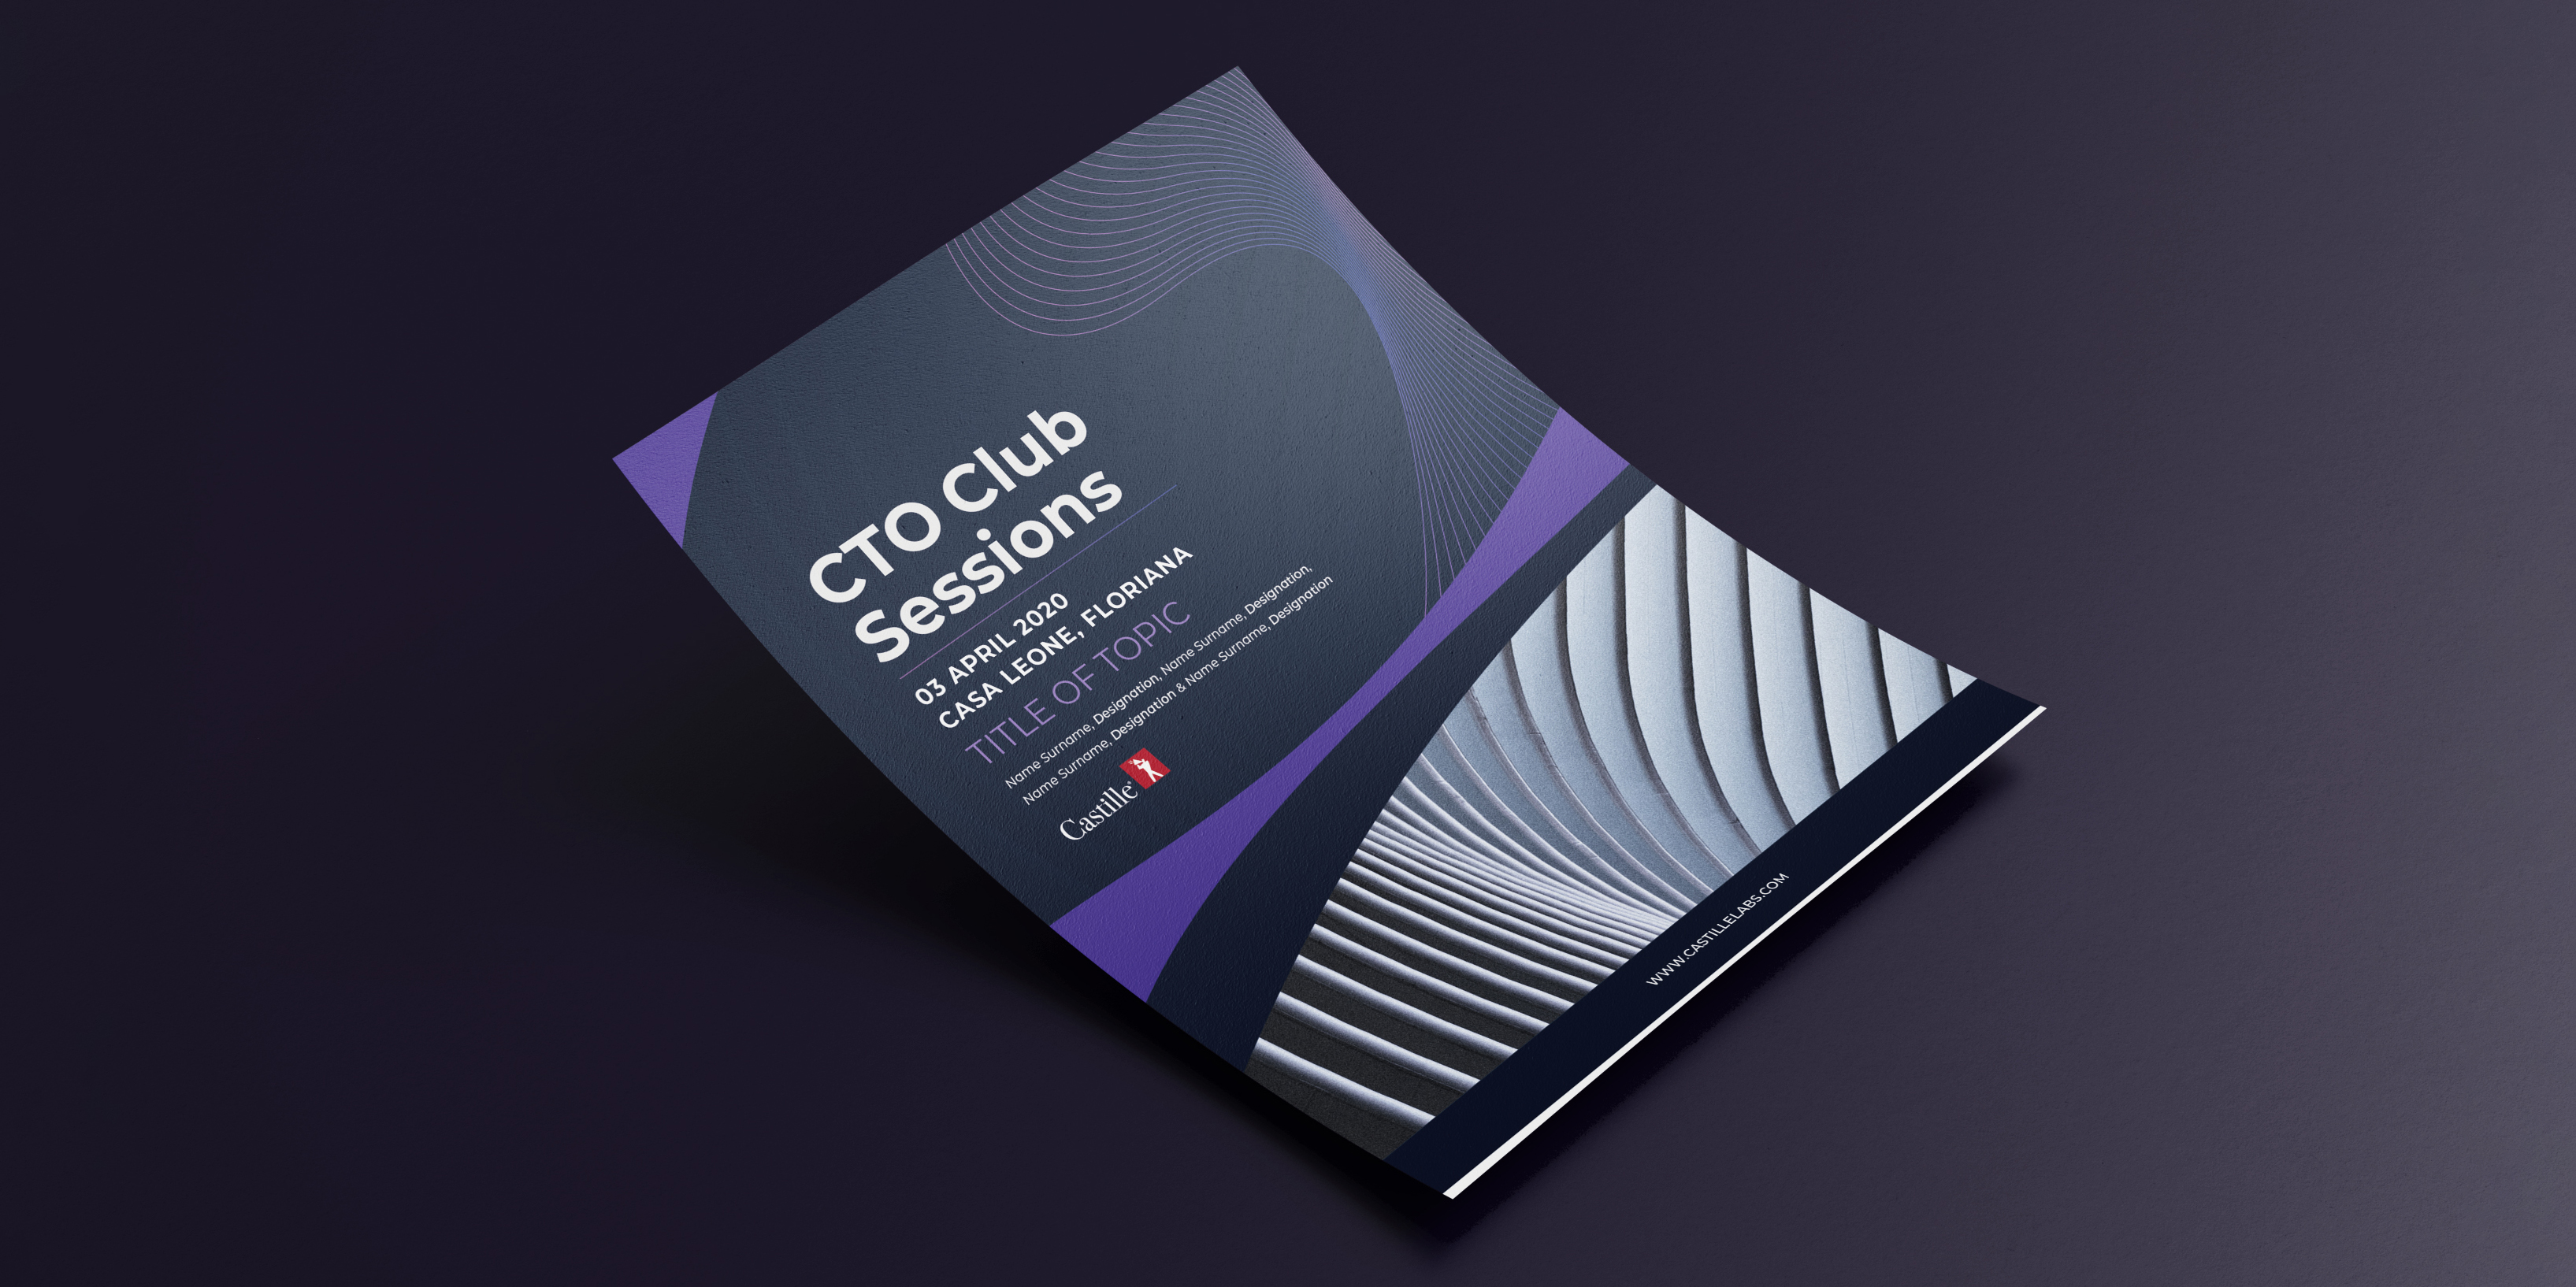 CTO Club
Sessions
03 APRIL 2020
CASA LEONE, FLORIANA
TITLE OF TOPIC
Name Surname, Designation, Name Surname, Designation,
Name Surname, Designation & Name Surname, Designation
Castille
WWW.CASTILLELABS.COM